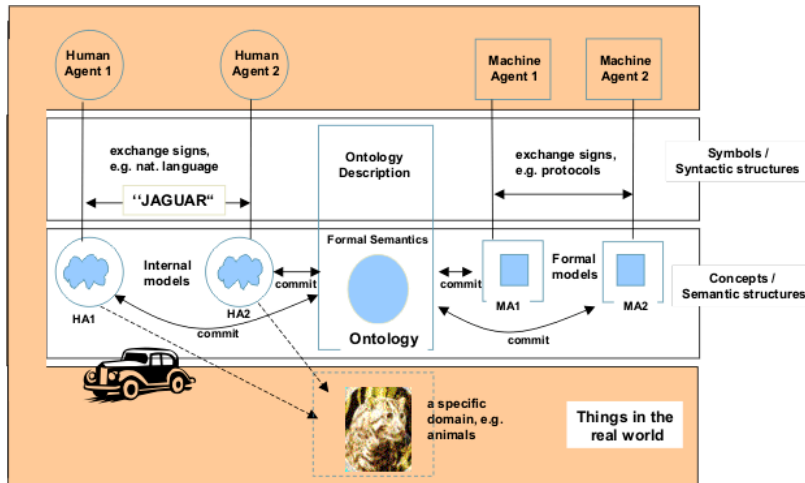 Human
Agent 1
Human
Agent 2
Machine
Agent 1
Machine
Agent 2
exchange signs,
e.g. nat. language
‘‘JAGUAR“
Ontology
Description
exchange signs,
e.g. protocols
Symbols /
Syntactic structures
Internal
models
HA1
HA2
commit
commit
Formal Semantics
Ontology
commit
commit
Formal
models
MA1
MA2
Concepts /
Semantic structures
a specific
domain, e.g.
animals
Things in the
real world